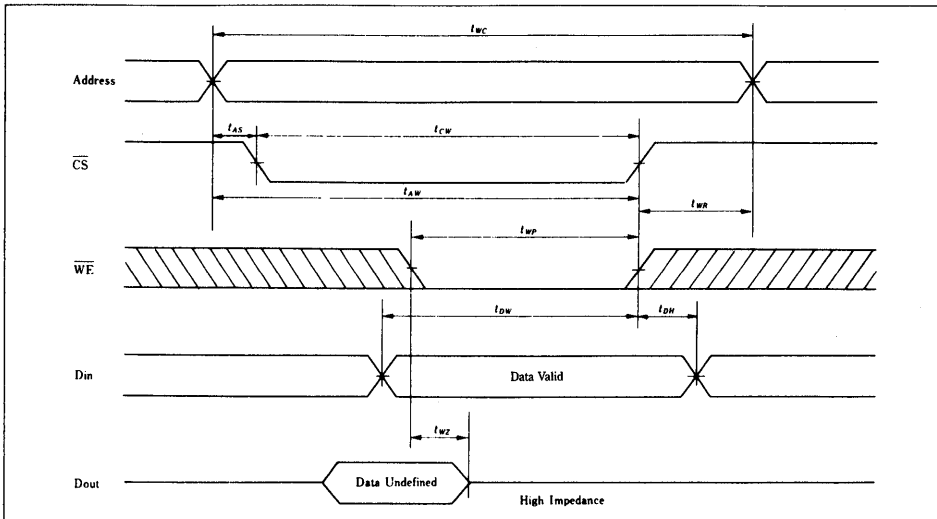 tWC
Address
tAS
tCW
CS
tAW
tWR
tWP
WE
tDW
tDH
Din
Data Valid
tWZ
Dout
Data Undefined
High Impedance